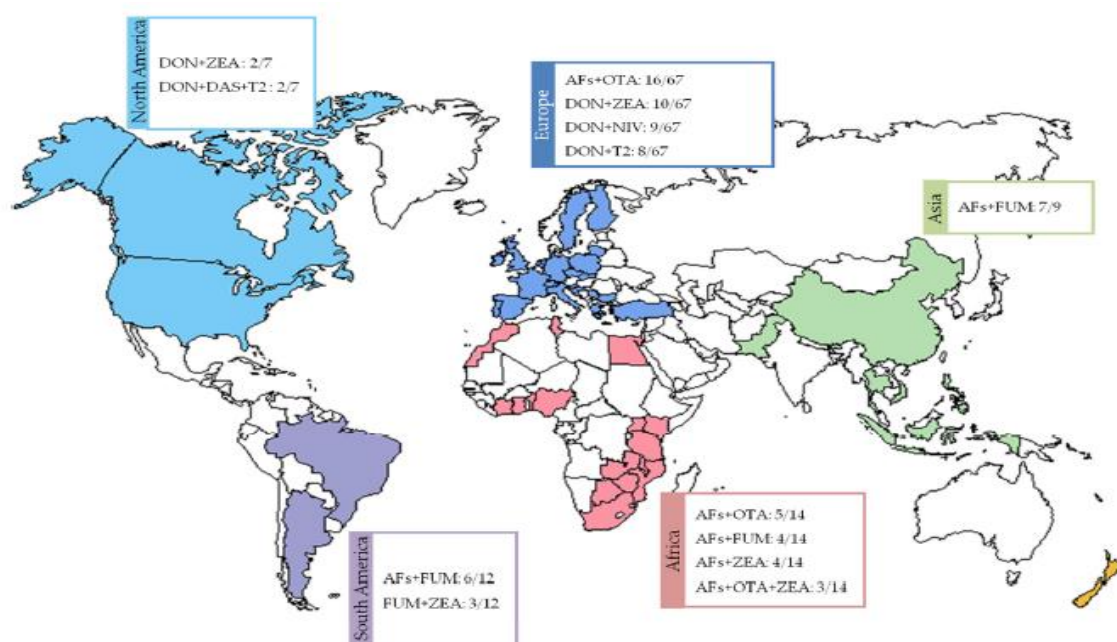 North America
DON+ZEA: 2/7
DON+DAS+T2: 2/7
Europe
AFs+OTA: 16/67
DON+ZEA: 10/67
DON+NIV: 9/67
DON+T2: 8/67
Asia
AFs+FUM: 7/9
South America
AFs+FUM: 6/12
FUM+ZEA: 3/12
Africa
AFs+OTA: 5/14
AFs+FUM: 4/14
AFs+ZEA: 4/14
AFs+OTA+ZEA: 3/14